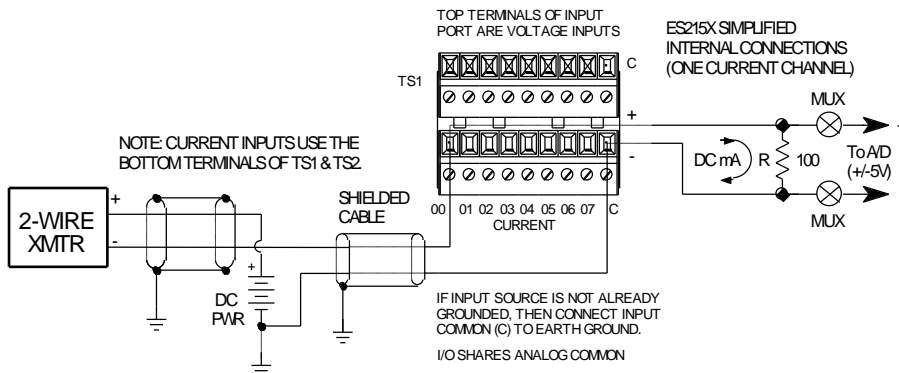 TOP TERMINALS OF INPUT
PORT ARE VOLTAGE INPUTS
ES215X SIMPLIFIED
INTERNAL CONNECTIONS
(ONE CURRENT CHANNEL)
TS1
C
MUX
+
NOTE: CURRENT INPUTS USE THE
BOTTOM TERMINALS OF TS1 & TS2.
-
DC mA
R
100
To A/D
(+/-5V)
MUX
2-WIRE
XMTR
+
-
SHIELDED
CABLE
00 01 02 03 04 05 06 07 C
CURRENT
+
DC
PWR
IF INPUT SOURCE IS NOT ALREADY
GROUNDED, THEN CONNECT INPUT
COMMON (C) TO EARTH GROUND.
I/O SHARES ANALOG COMMON